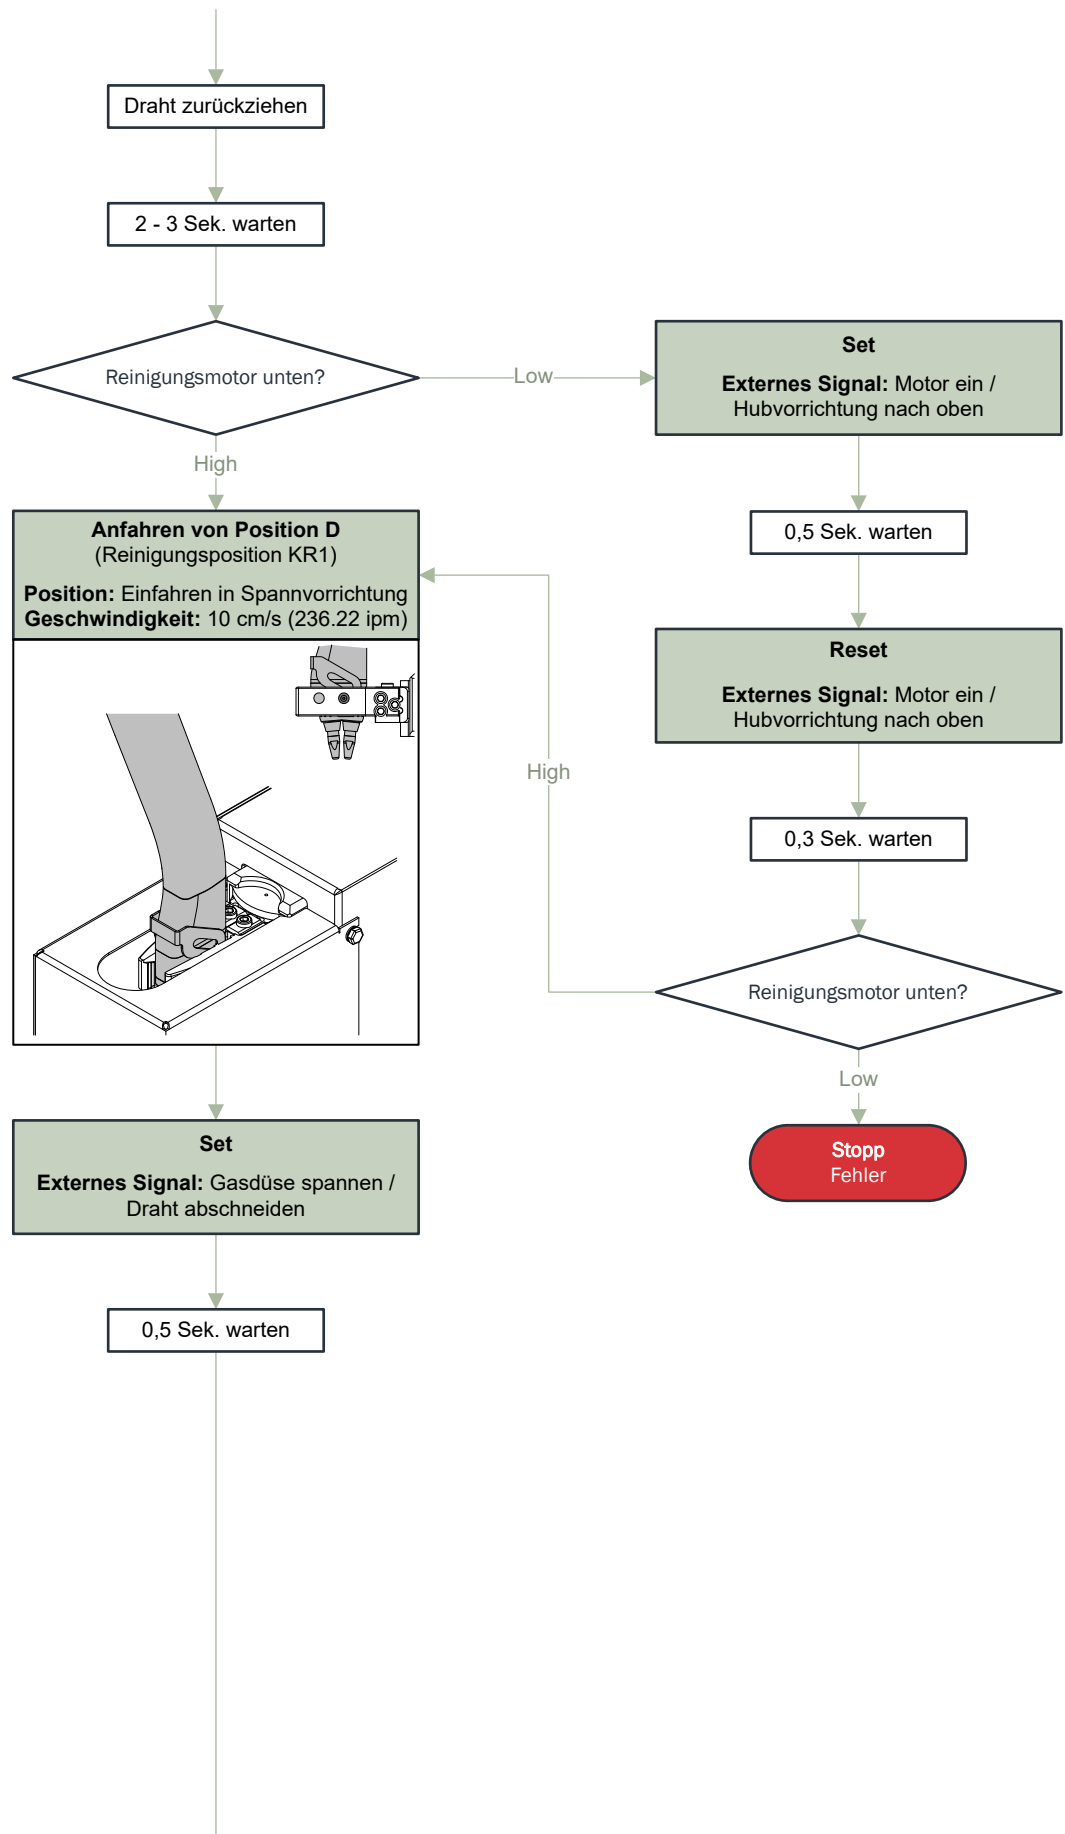 Draht zurückziehen
2 - 3 Sek. warten
Reinigungsmotor unten?
Low
Set
Externes Signal: Motor ein /
Hubvorrichtung nach oben
High
Anfahren von Position D
(Reinigungsposition KR1)
Position: Einfahren in Spannvorrichtung
Geschwindigkeit: 10 cm/s (236.22 ipm)
0,5 Sek. warten
Reset
Externes Signal: Motor ein /
Hubvorrichtung nach oben
High
0,3 Sek. warten
Reinigungsmotor unten?
Low
Stopp
Fehler
Set
Externes Signal: Gasdüse spannen /
Draht abschneiden
0,5 Sek. warten